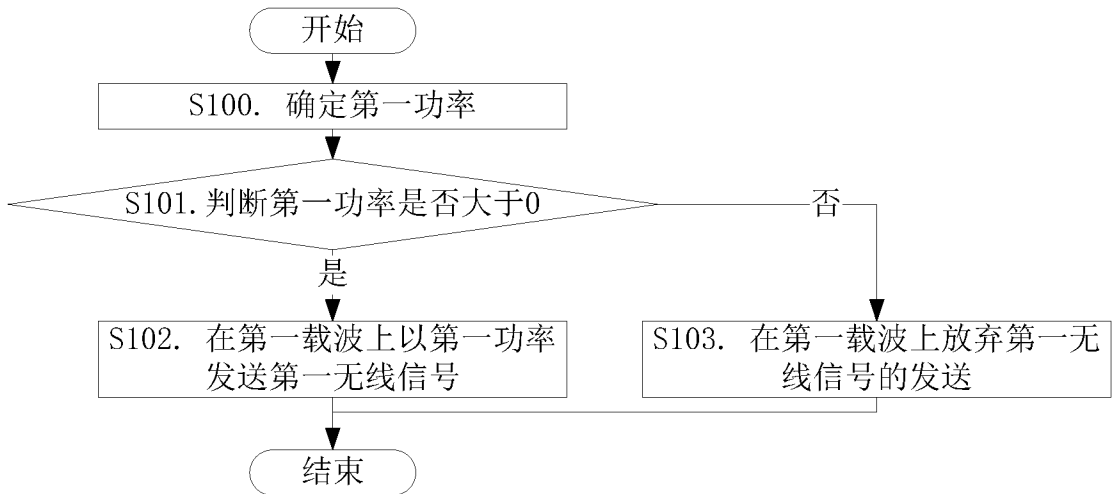 开始
S100. 确定第一功率
S101.判断第一功率是否大于0
否
是
S102. 在第一载波上以第一功率
发送第一无线信号
S103. 在第一载波上放弃第一无
线信号的发送
结束